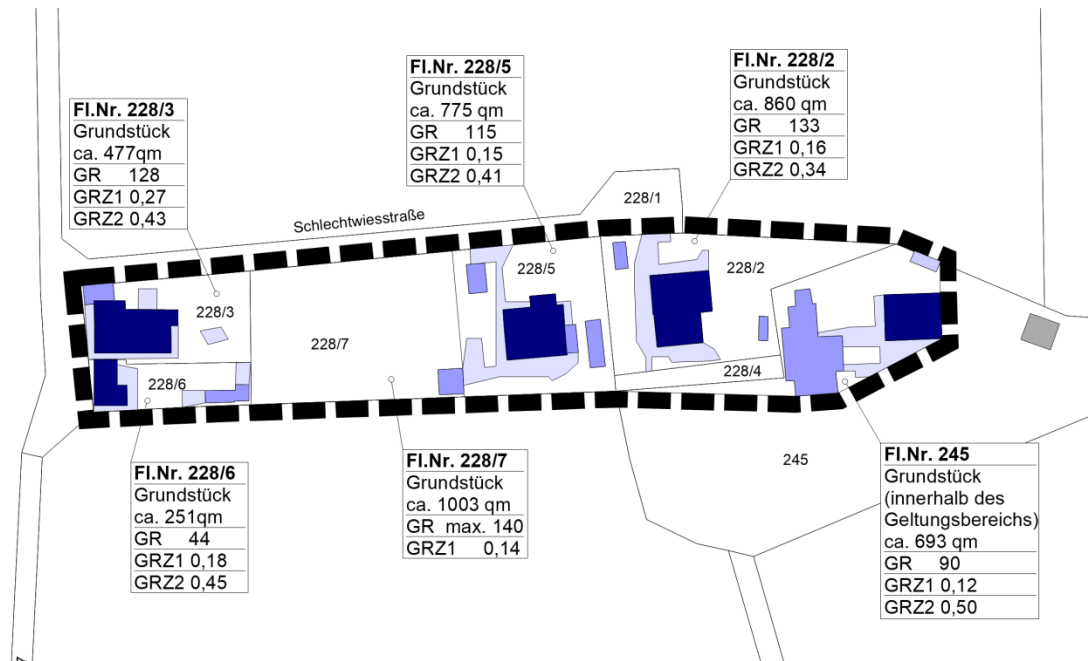 Fl.Nr. 228/3
Grundstück
ca. 477qm
GR 128
GRZ1 0,27
GRZ2 0,43
Fl.Nr. 228/5
Grundstück
ca. 775 qm
GR 115
GRZ1 0,15
GRZ2 0,41
Fl.Nr. 228/2
Grundstück
ca. 860 qm
GR 133
GRZ1 0,16
GRZ2 0,34
Schlechtwiesstraße
228/1
228/3
228/7
228/5
228/2
228/6
228/4
245
Fl.Nr. 228/6
Grundstück
ca. 251qm
GR 44
GRZ1 0,18
GRZ2 0,45
Fl.Nr. 228/7
Grundstück
ca. 1003 qm
GR max. 140
GRZ1 0,14
Fl.Nr. 245
Grundstück
(innerhalb des
Geltungsbereichs)
ca. 693 qm
GR 90
GRZ1 0,12
GRZ2 0,50